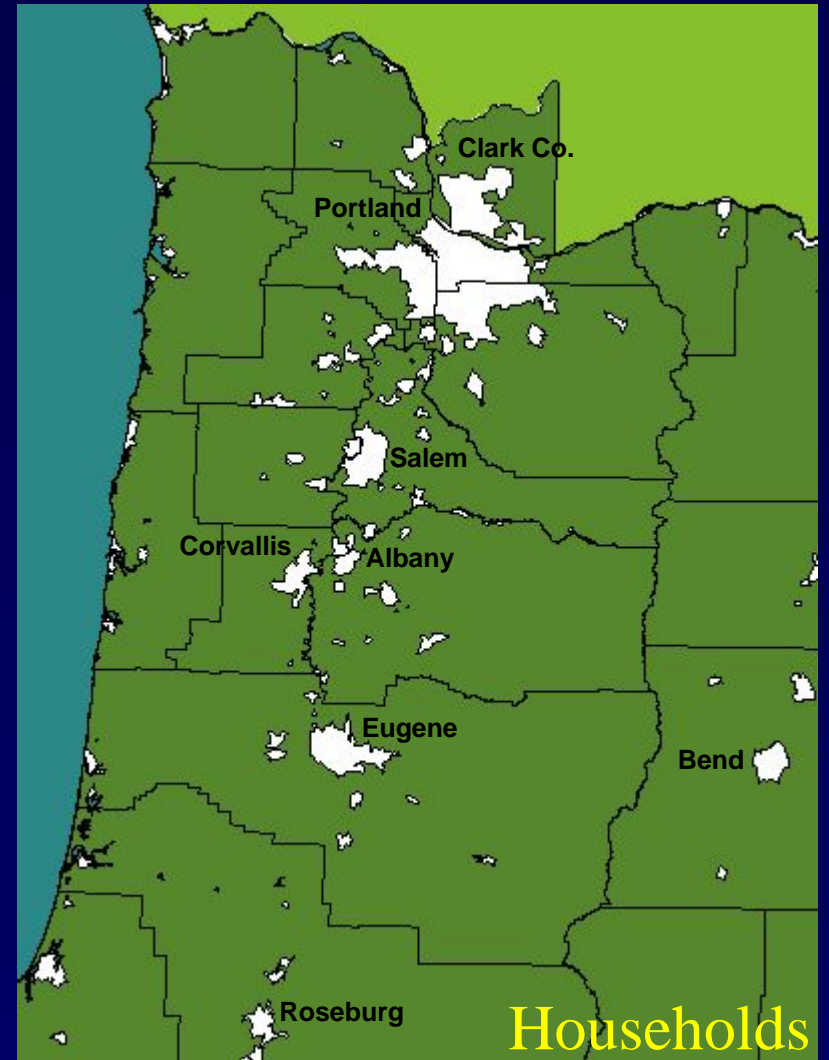 Clark Co.
Portland
Salem
Corvallis
Albany
Eugene
Bend
Roseburg
Households